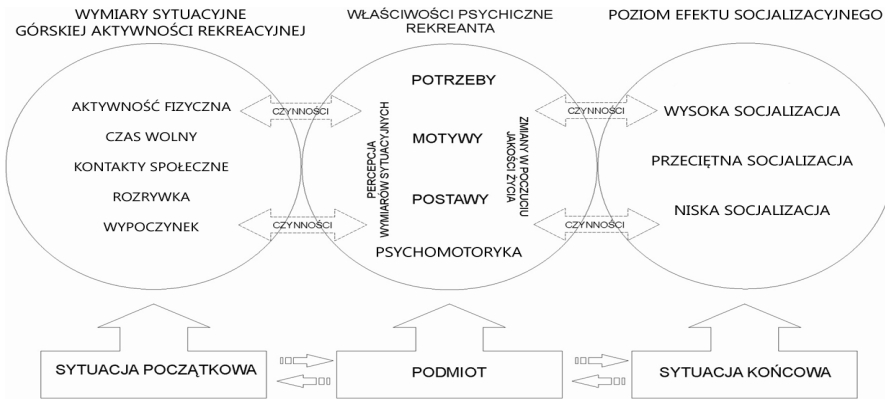 WYMIARY SYTUACYJNE
GÓRSKIEJ AKTYWNOŚCI REKREACYJNEJ
AKTYWNOŚĆ FIZYCZNA
CZAS WOLNY
KONTAKTY SPOŁECZNE
ROZRYWKA
WYPOCZYNEK
CZYNNOŚCI
CZYNNOŚCI
WŁAŚCIWOŚCI PSYCHICZNE
REKREANTA
POTRZEBY
MOTYWY
POSTAWY
PSYCHOMOTORYKA
PERCEPCJA
WYMIARÓW SYTUACYJNYCH
ZMIANY W POCZUCIU
JAKOŚCI ŻYCIA
CZYNNOŚCI
CZYNNOŚCI
POZIOM EFEKTU SOCJALIZACYJNEGO
WYSOKA SOCJALIZACJA
PRZECIĘTNA SOCJALIZACJA
NISKA SOCJALIZACJA
SYTUACJA POCZĄTKOWA
PODMIOT
SYTUACJA KOŃCOWA